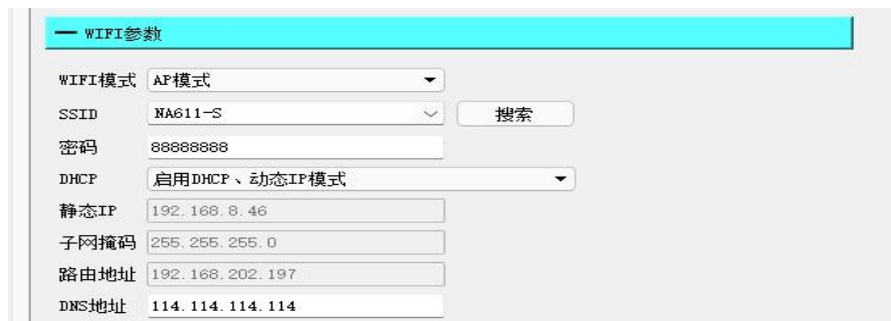 WIFI参数
WIFI模式 AP模式
SSID NA611-S 搜索
密码 88888888
DHCP 启用DHCP、动态IP模式
静态IP 192.168.8.46
子网掩码 255.255.255.0
路由地址 192.168.202.197
DNS地址 114.114.114.114